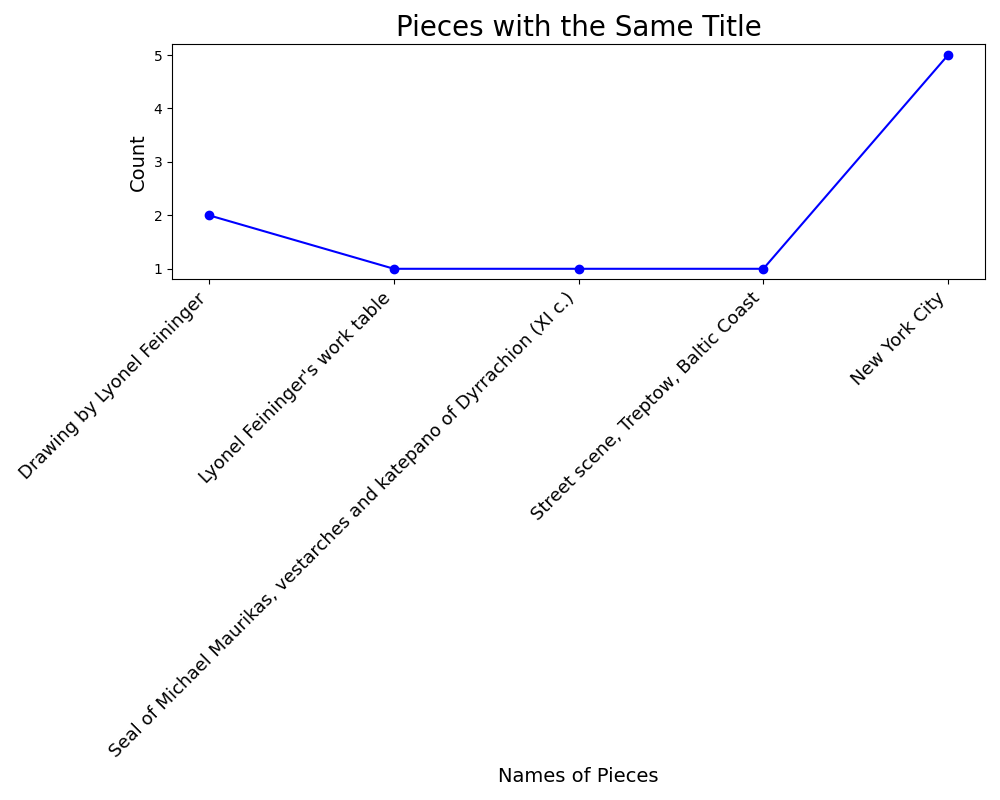 Pieces with the Same Title
Count
5
4
3
2
1
Drawing by Lyonel Feininger
Lyonel Feininger's work table
Seal of Michael Maurikas, vestarches and katepano of Dyrrachion (XI c.)
Street scene, Treptow, Baltic Coast
New York City
Names of Pieces